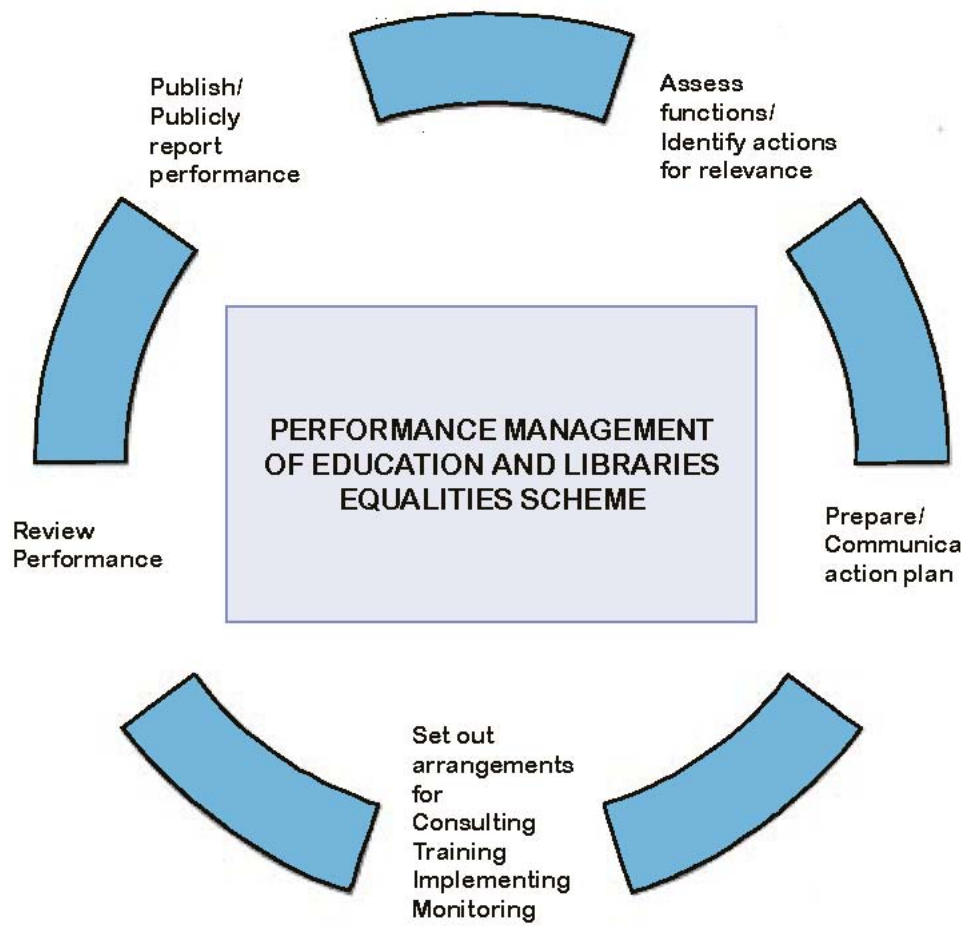 Publish/
Publicly
report
performance
Assess
functions/
Identify actions
for relevance
PERFORMANCE MANAGEMENT
OF EDUCATION AND LIBRARIES
EQUALITIES SCHEME
Review
Performance
Prepare/
Communica
action plan
Set out
arrangements
for
Consulting
Training
Implementing
Monitoring